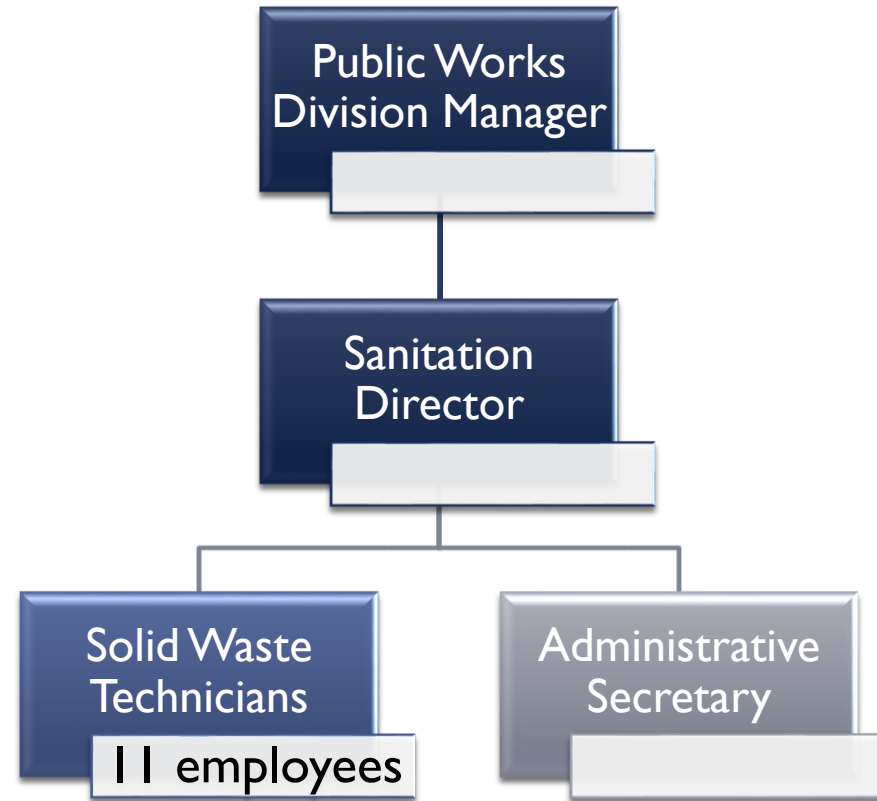 Public Works
Division Manager
Sanitation
Director
Solid Waste
Technicians
11 employees
Administrative
Secretary